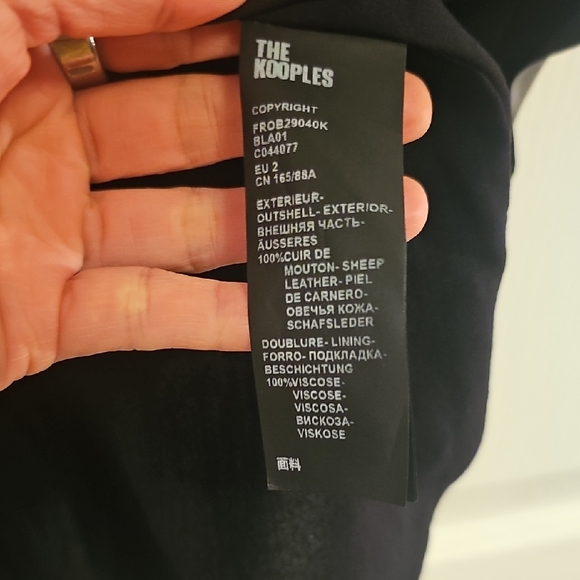 THE
KOOPLES
COPYRIGHT
FROB29040K
BLA01
C044077
EU 2
CN 165/88A
EXTERIEUR-
OUTSHELL- EXTERIOR-
ВНЕШНЯЯ ЧАСТЬ-
ÄUSSERES
100%CUIR DE
MOUTON- SHEEP
LEATHER- PIEL
DE CARNERO-
ОВЕЧЬЯ КОЖА-
SCHAFSLEDER
DOUBLURE- LINING-
FORRO- ПОДКЛАДКА-
BESCHICHTUNG
100%VISCOSE-
VISCOSE-
VISCOSA-
ВИСКОЗА-
VISKOSE
面料